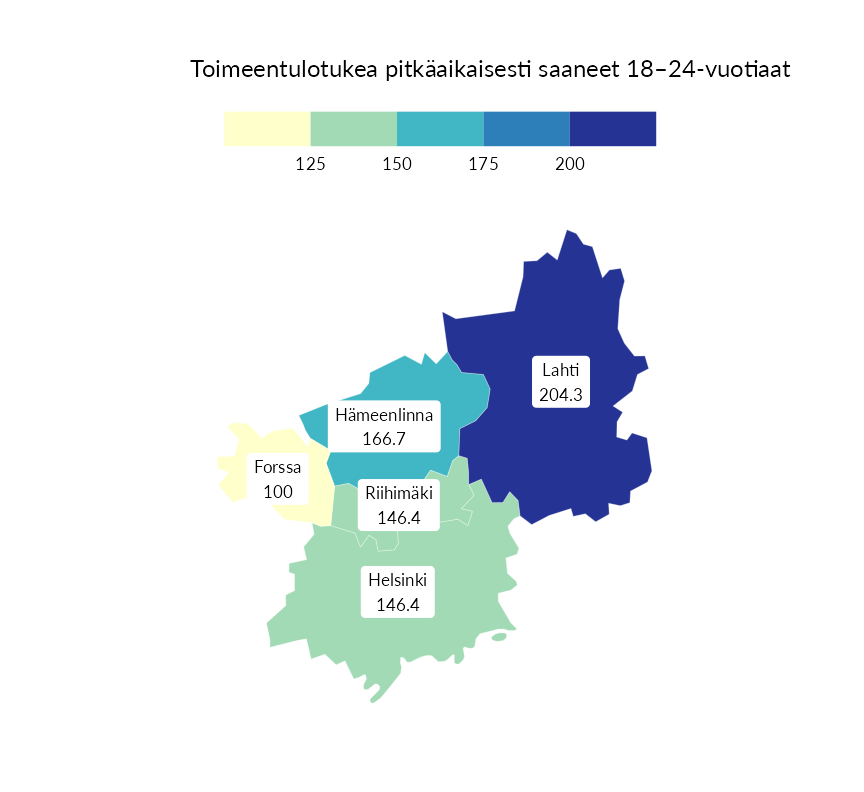 Toimeentulotukea pitkäaikaisesti saaneet 18–24-vuotiaat
125 150 175 200
Lahti
204.3
Hämeenlinna
166.7
Forssa
100
Riihimäki
146.4
Helsinki
146.4